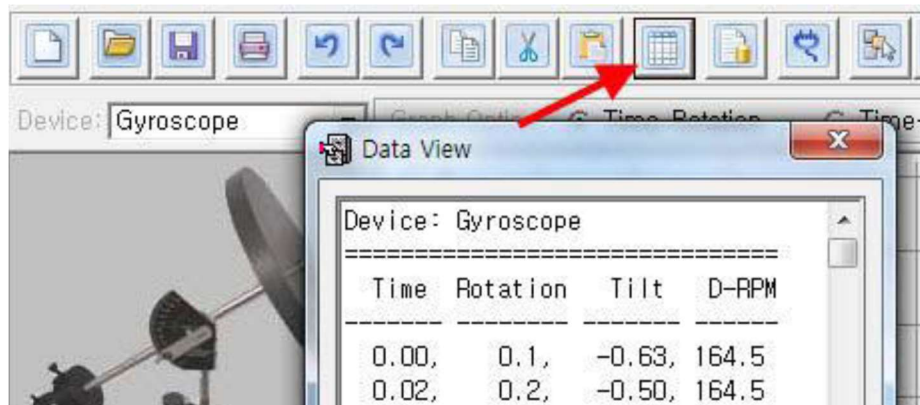 Device: Gyroscope
Time-
Data View
Device: Gyroscope
================================
Time Rotation Tilt D-RPM
------- -------- ------- ------
0.00, 0.1, -0.63, 164.5
0.02, 0.2, -0.50, 164.5